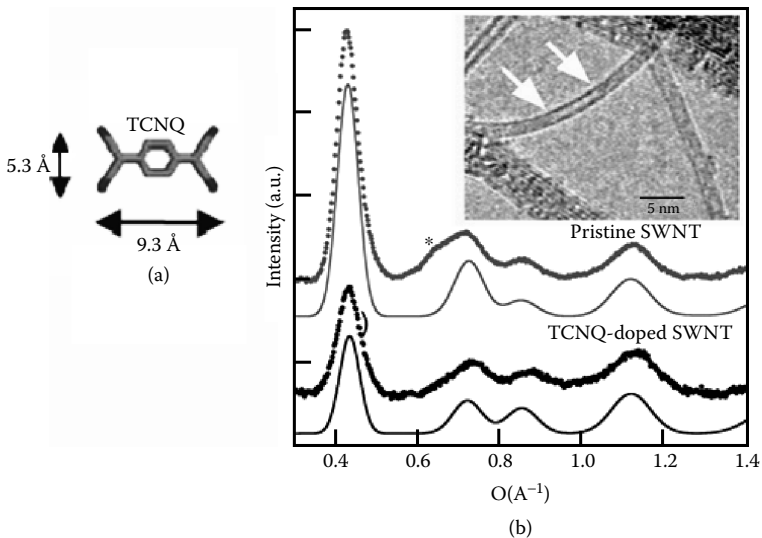 TCNQ
5.3 Å
9.3 Å
(a)
Intensity (a.u.)
*
5 nm
Pristine SWNT
TCNQ-doped SWNT
0.4
0.6
0.8
1.0
1.2
1.4
O(A⁻¹)
(b)